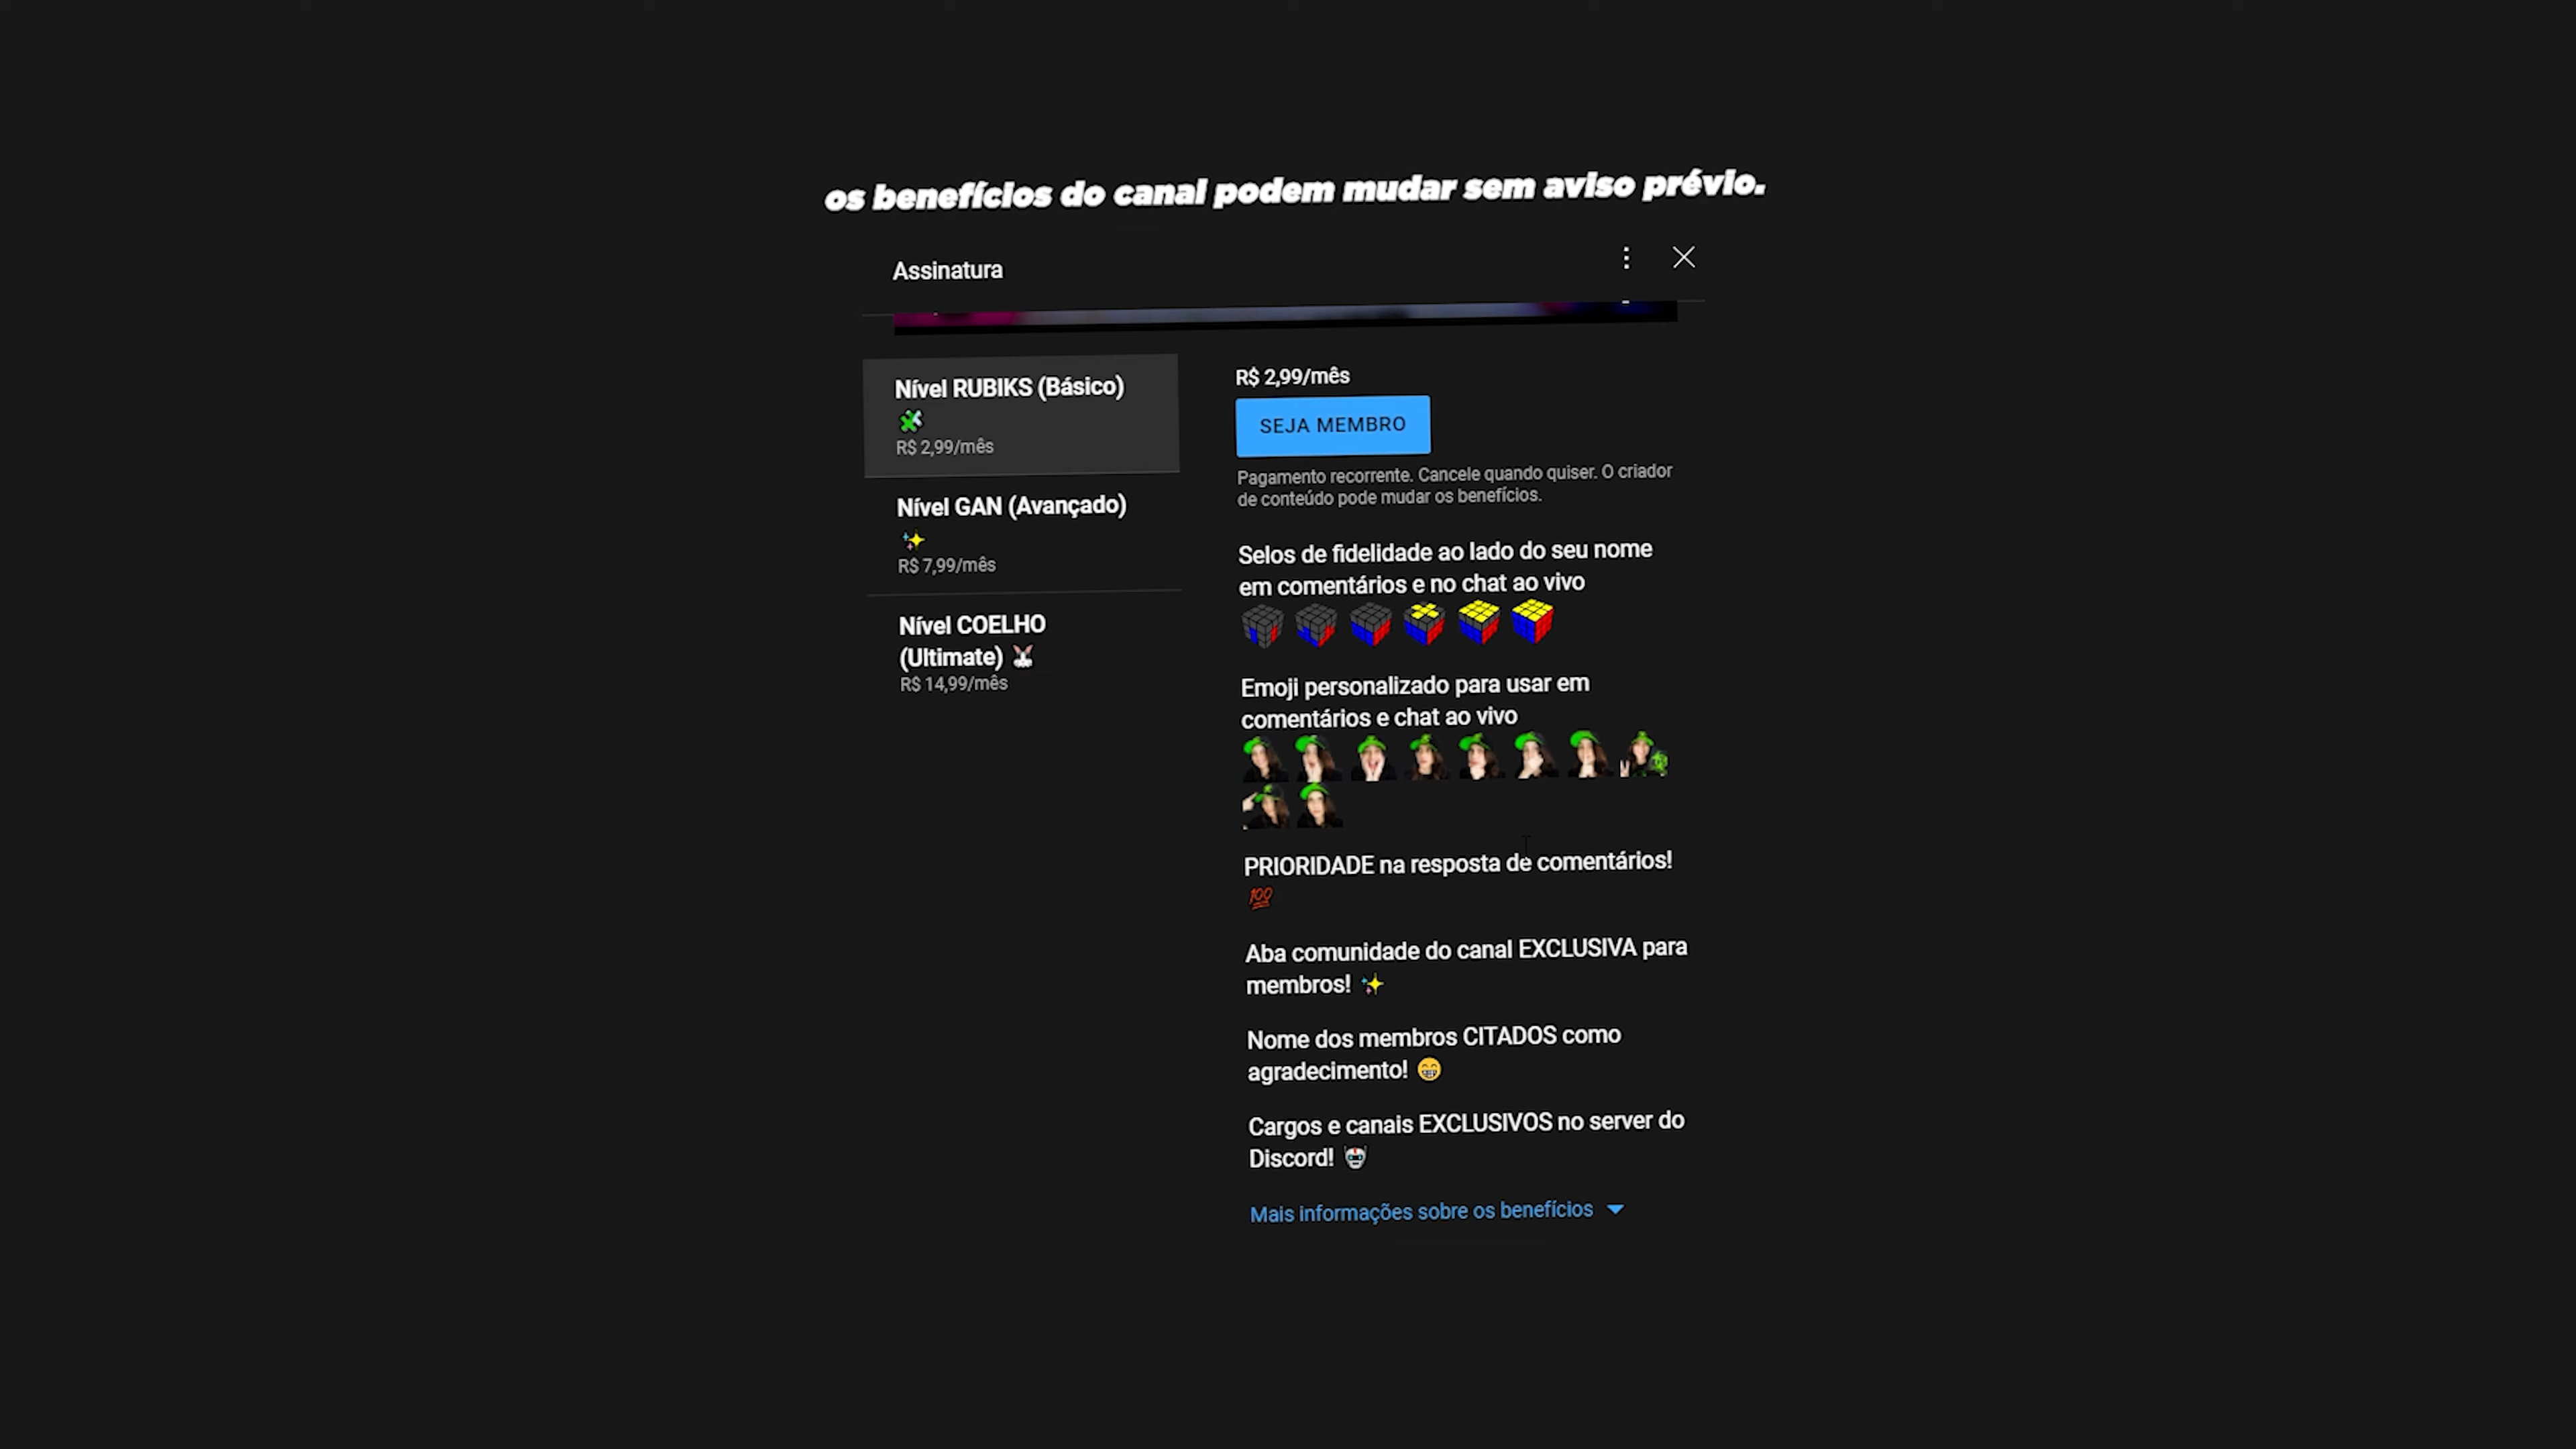 os benefícios do canal podem mudar sem aviso prévio.
Assinatura
Nível RUBIKS (Básico)
R$ 2,99/mês
Nível GAN (Avançado)
R$ 7,99/mês
Nível COELHO
(Ultimate)
R$ 14,99/mês
R$ 2,99/mês
SEJA MEMBRO
Pagamento recorrente. Cancele quando quiser. O criador
de conteúdo pode mudar os benefícios.
Selos de fidelidade ao lado do seu nome
em comentários e no chat ao vivo
Emoji personalizado para usar em
comentários e chat ao vivo
PRIORIDADE na resposta de comentários!
💯
Aba comunidade do canal EXCLUSIVA para
membros! ✨
Nome dos membros CITADOS como
agradecimento! 😁
Cargos e canais EXCLUSIVOS no server do
Discord! 🤖
Mais informações sobre os benefícios